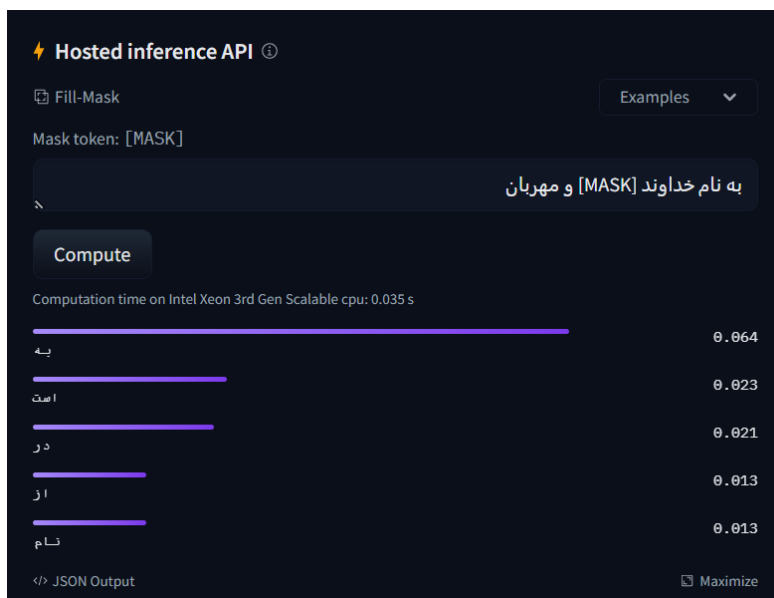 Hosted inference API
Fill-Mask
Examples
Mask token: [MASK]
به نام خداوند [MASK] و مهربان
Compute
Computation time on Intel Xeon 3rd Gen Scalable cpu: 0.035 s
به 0.064
است 0.023
در 0.021
از 0.013
نام 0.013
</> JSON Output
Maximize